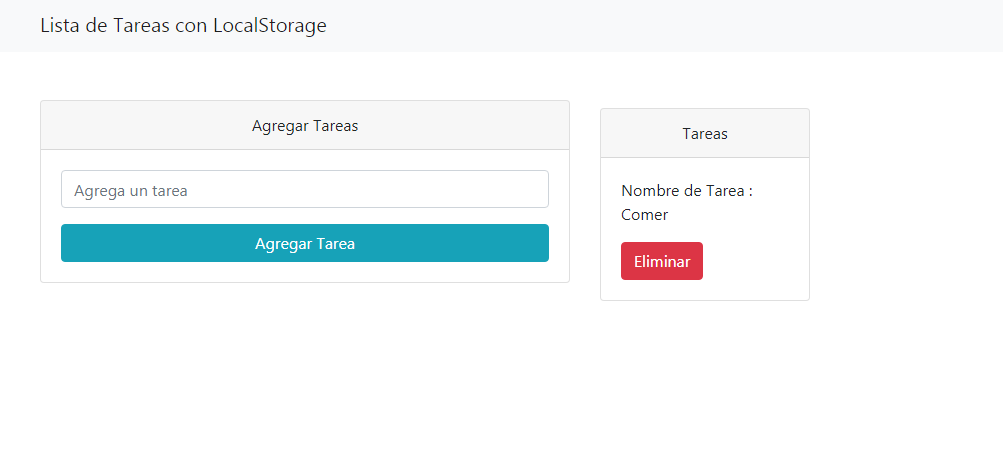 Lista de Tareas con LocalStorage
Agregar Tareas
Agrega un tarea
Agregar Tarea
Tareas
Nombre de Tarea :
Comer
Eliminar